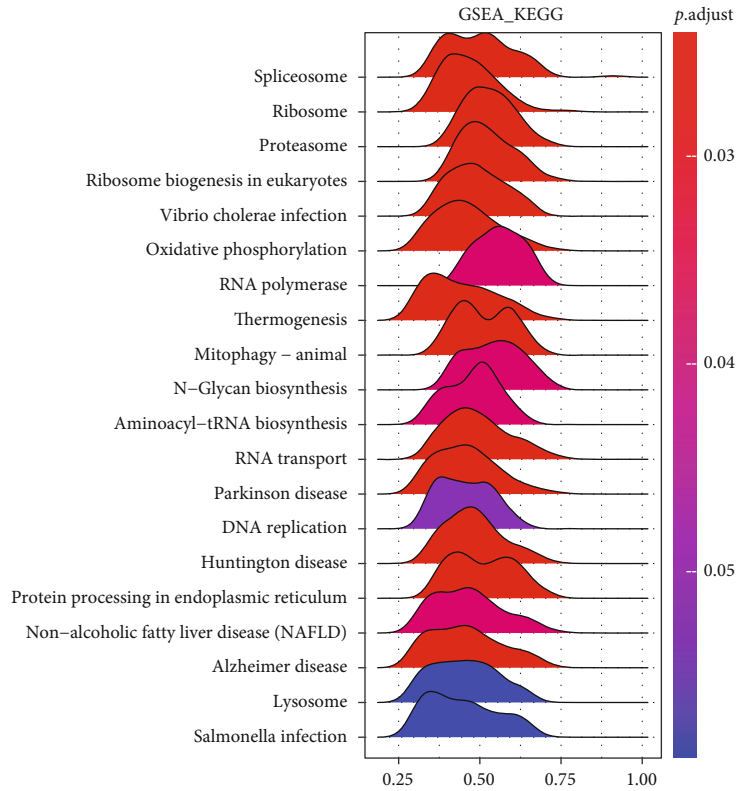 GSEA_KEGG
p.adjust
Spliceosome
Ribosome
Proteasome
Ribosome biogenesis in eukaryotes
Vibrio cholerae infection
Oxidative phosphorylation
RNA polymerase
Thermogenesis
Mitophagy − animal
N−Glycan biosynthesis
Aminoacyl−tRNA biosynthesis
RNA transport
Parkinson disease
DNA replication
Huntington disease
Protein processing in endoplasmic reticulum
Non−alcoholic fatty liver disease (NAFLD)
Alzheimer disease
Lysosome
Salmonella infection
0.25 0.50 0.75 1.00
0.03
0.04
0.05